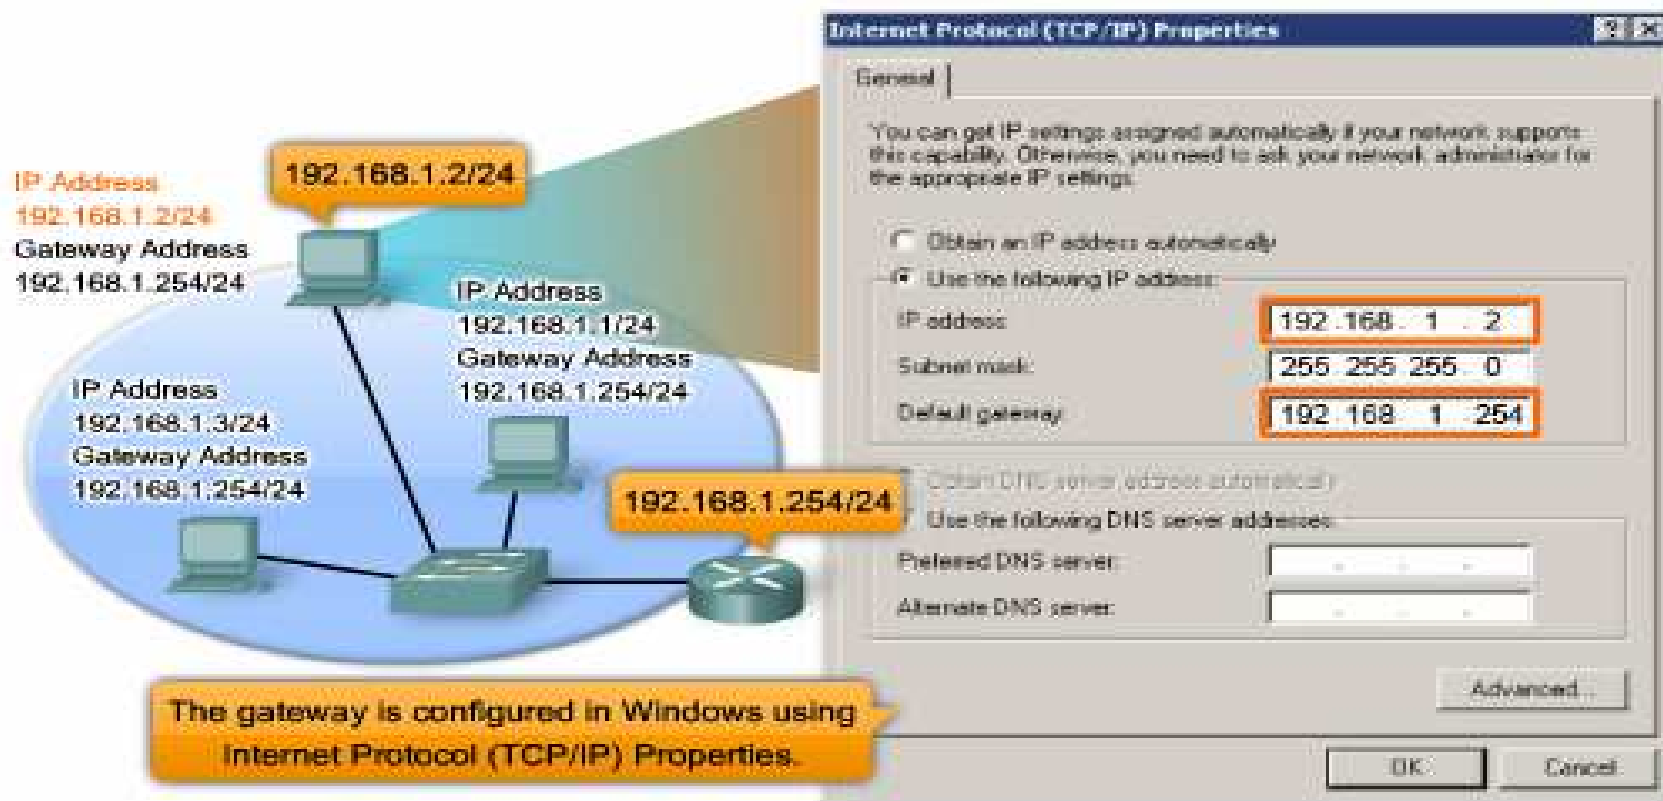 192.168.1.2/24
IP Address
192.168.1.2/24
Gateway Address
192.168.1.254/24
IP Address
192.168.1.1/24
Gateway Address
192.168.1.254/24
IP Address
192.168.1.3/24
Gateway Address
192.168.1.254/24
192.168.1.254/24
The gateway is configured in Windows using
Internet Protocol (TCP/IP) Properties.
Internet Protocol (TCP/IP) Properties
General
You can get IP settings assigned automatically if your network supports
this capability. Otherwise, you need to ask your network administrator for
the appropriate IP settings.
Obtain an IP address automatically
Use the following IP address:
IP address:
192 . 168 . 1 . 2
Subnet mask:
255 . 255 . 255 . 0
Default gateway:
192 . 168 . 1 . 254
Obtain DNS server address automatically
Use the following DNS server addresses:
Preferred DNS server:
Alternate DNS server:
Advanced...
OK
Cancel